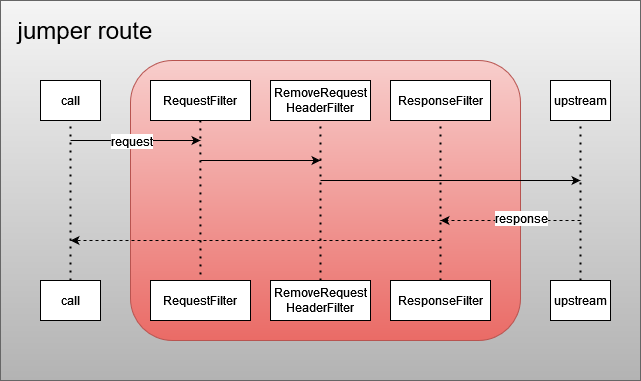 jumper route
call
RequestFilter
RemoveRequest
HeaderFilter
ResponseFilter
upstream
request
response
call
RequestFilter
RemoveRequest
HeaderFilter
ResponseFilter
upstream